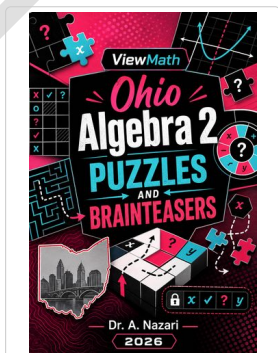 ViewMath
Ohio
Algebra 2
PUZZLES
AND
BRAINTEASERS
Dr. A. Nazari
2026